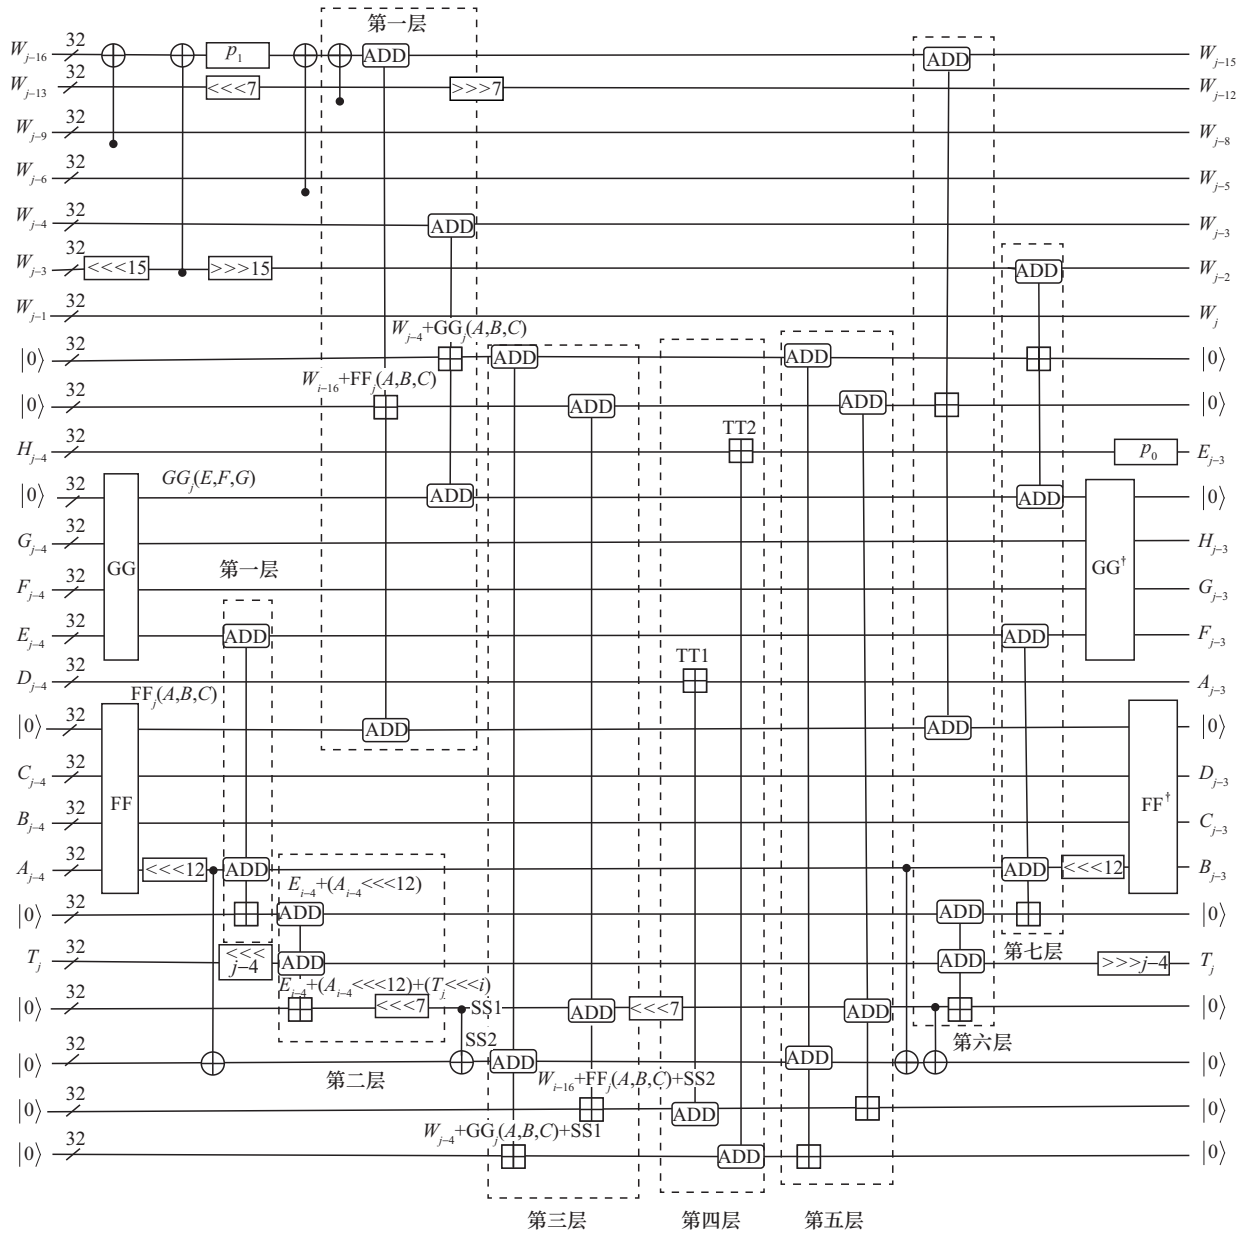 第一层
W_{j−16} 32 p_1 ADD ADD W_{j−15}
W_{j−13} 32 <<<7 >>>7 W_{j−12}
W_{j−9} 32 W_{j−8}
W_{j−6} 32 W_{j−5}
W_{j−4} 32 ADD W_{j−3}
W_{j−3} 32 <<<15 >>>15 ADD W_{j−2}
W_{j−1} 32 W_j
W_{j−4}+GG_j(A,B,C)
|0⟩ 32 ADD ADD |0⟩
W_{i−16}+FF_j(A,B,C)
|0⟩ 32 ADD ADD |0⟩
TT2
H_{j−4} 32 p_0 E_{j−3}
GG_j(E,F,G)
|0⟩ 32 ADD ADD |0⟩
G_{j−4} 32 H_{j−3}
GG 第一层 GG†
F_{j−4} 32 G_{j−3}
E_{j−4} 32 ADD ADD F_{j−3}
TT1
D_{j−4} 32 A_{j−3}
FF_j(A,B,C)
|0⟩ 32 ADD ADD |0⟩
C_{j−4} 32 D_{j−3}
FF FF†
B_{j−4} 32 C_{j−3}
A_{j−4} 32 <<<12 ADD ADD <<<12 B_{j−3}
E_{i−4}+(A_{i−4}<<<12)
|0⟩ 32 ADD ADD |0⟩
第七层
T_j 32 <<< j−4 ADD ADD >>>j−4 T_j
E_{i−4}+(A_{i−4}<<<12)+(T_j<<<i)
|0⟩ 32 <<<7 SS1 ADD <<<7 ADD |0⟩
SS2 第六层
|0⟩ 32 ADD ADD |0⟩
第二层 W_{i−16}+FF_j(A,B,C)+SS2
|0⟩ 32 ADD |0⟩
W_{j−4}+GG_j(A,B,C)+SS1
|0⟩ 32 ADD |0⟩
第三层 第四层 第五层